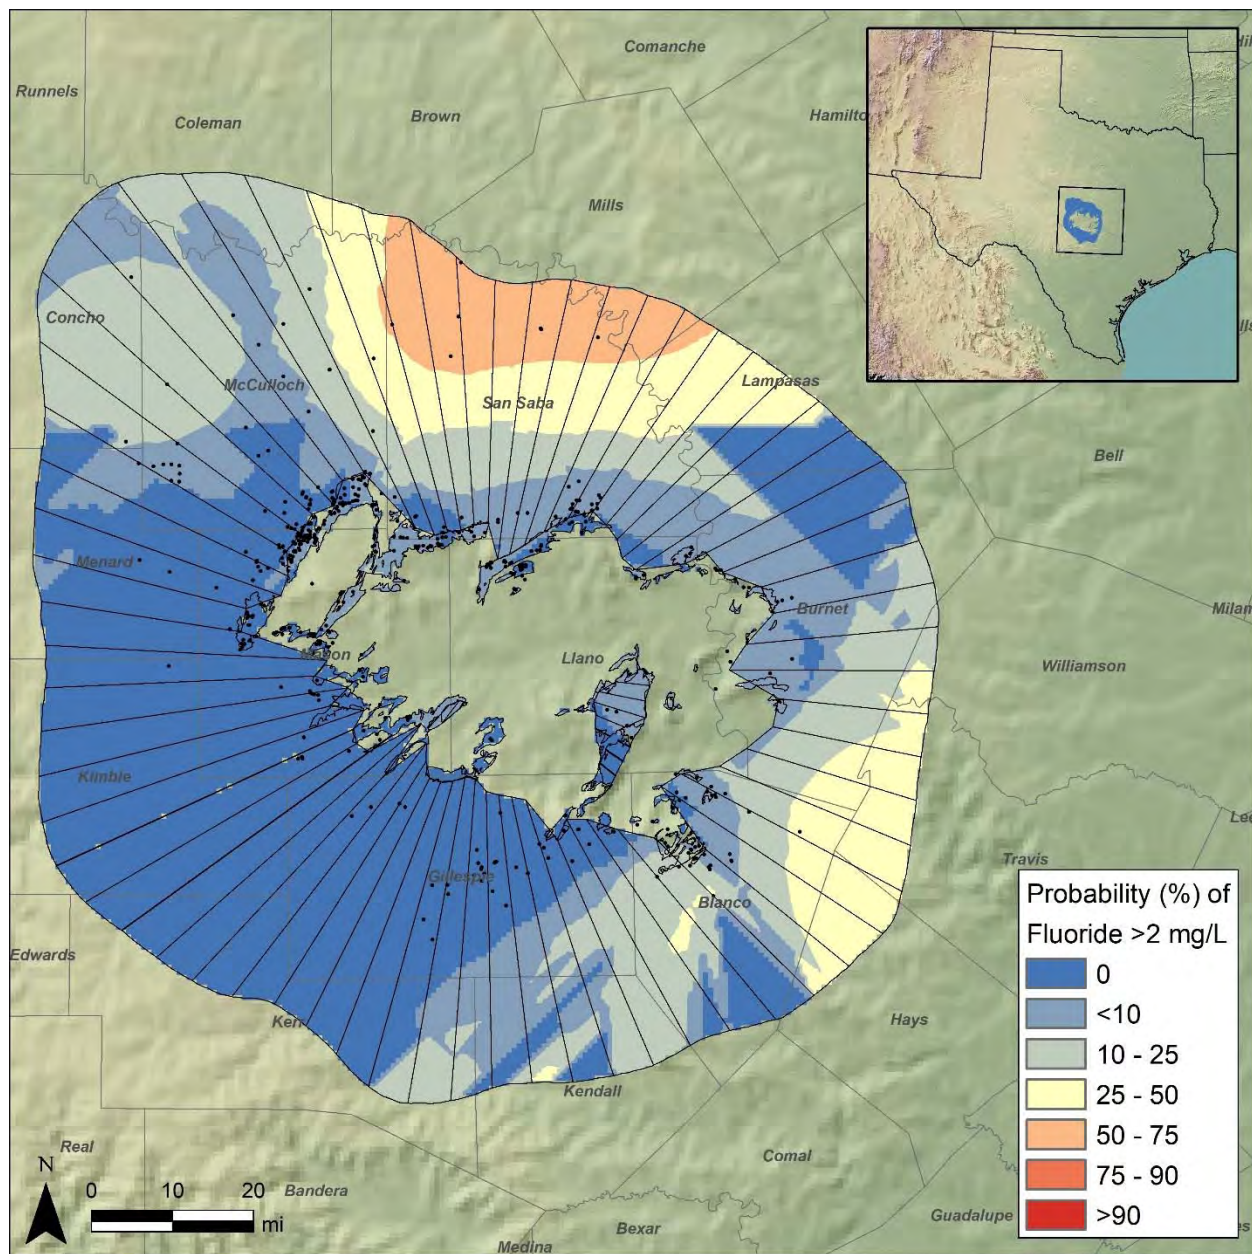 Comanche
Runnels
Coleman
Brown
Hamilto
Mills
Concho
McCulloch
San Saba
Lampasas
Bell
Menard
Burnet
Milam
Mason
Llano
Williamson
Kimble
Travis
Gillespie
Blanco
Edwards
Kerr
Hays
Kendall
Real
Comal
Bandera
Guadalupe
Bexar
Medina
Probability (%) of
Fluoride >2 mg/L
0
<10
10 - 25
25 - 50
50 - 75
75 - 90
>90
N
0 10 20
mi